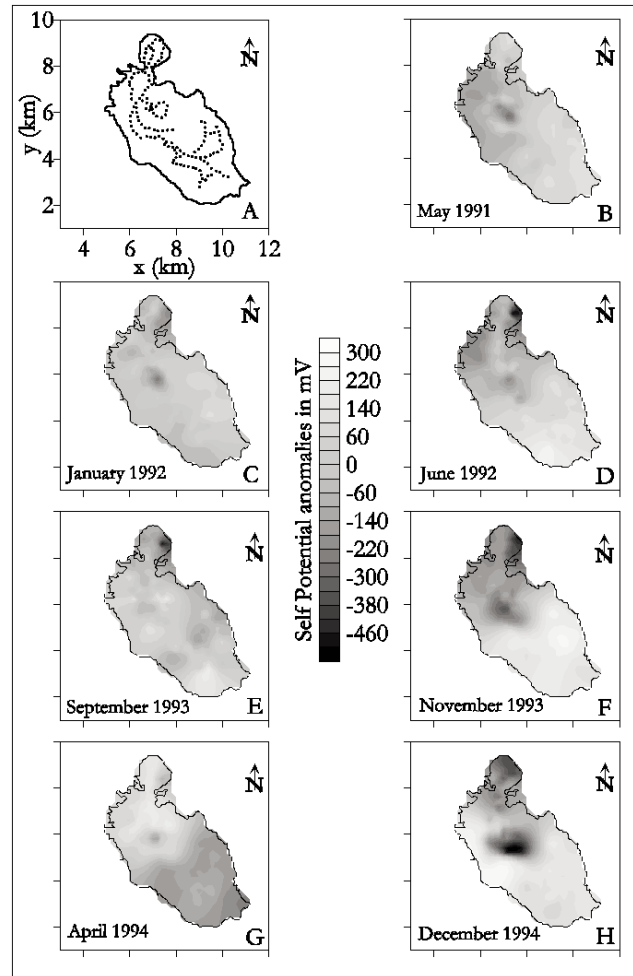 10
8
6
4
2
y (km)
N
A
4 6 8 10 12
x (km)
N
May 1991 B
N
January 1992 C
Self Potential anomalies in mV
300
220
140
60
0
-60
-140
-220
-300
-380
-460
N
June 1992 D
N
September 1993 E
N
November 1993 F
N
April 1994 G
N
December 1994 H